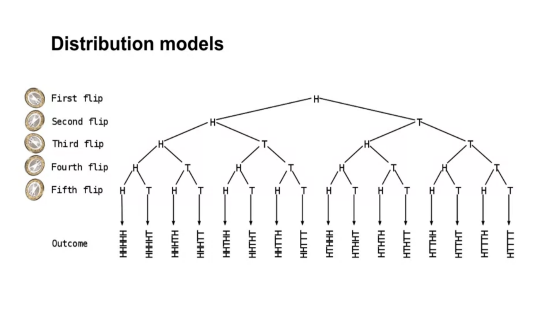 Distribution models
First flip H
Second flip H T
Third flip H T H T
Fourth flip H T H T H T H T
Fifth flip H T H T H T H T H T H T H T H T
Outcome HHHHH HHHHT HHHTH HHHTT HHTHH HHTHT HHTTH HHTTT HTHHH HTHHT HTHTH HTHTT HTTHH HTTHT HTTTH HTTTT